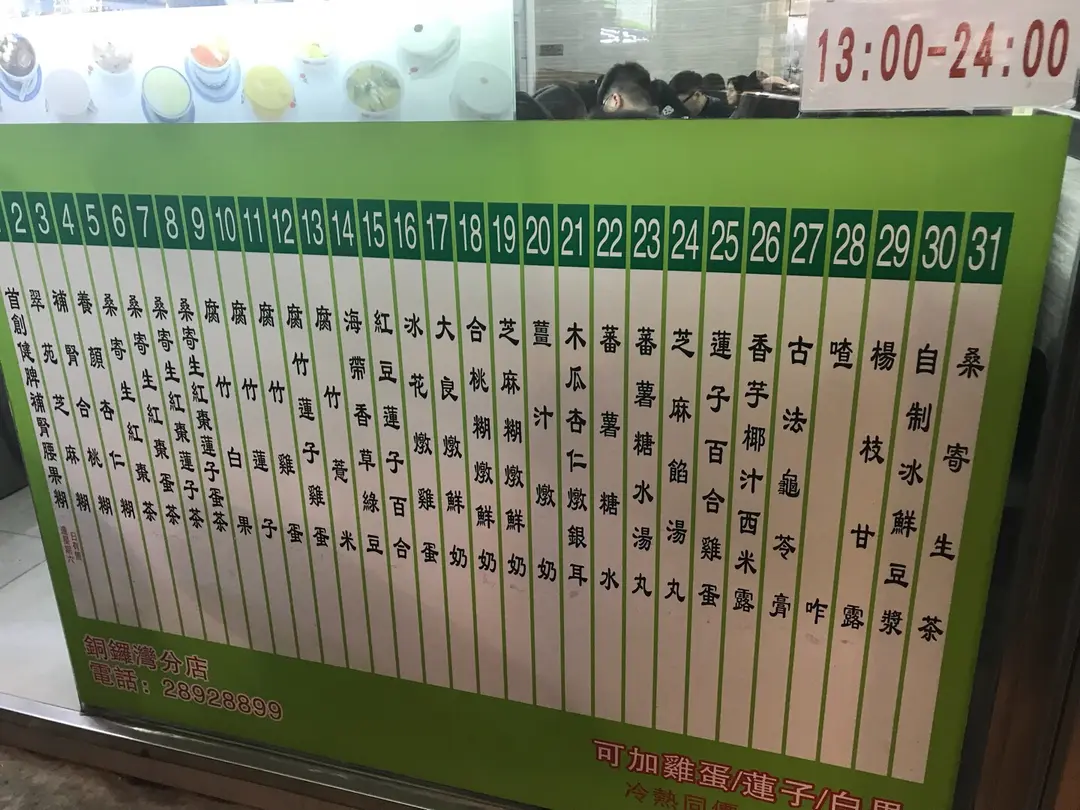 13:00-24:00
2 3 4 5 6 7 8 9 10 11 12 13 14 15 16 17 18 19 20 21 22 23 24 25 26 27 28 29 30 31
首創健脾補腎腰果糊
翠苑芝麻糊
補腎合桃糊
養顏杏仁糊
桑寄生紅棗茶
桑寄生紅棗蛋茶
桑寄生紅棗蓮子茶
桑寄生紅棗蓮子蛋茶
腐竹白果
腐竹蓮子
腐竹雞蛋
腐竹蓮子雞蛋
腐竹薏米
海帶香草綠豆
紅豆蓮子百合
冰花燉雞蛋
大良燉鮮奶
合桃糊燉鮮奶
芝麻糊燉鮮奶
薑汁燉奶
木瓜杏仁燉銀耳
蕃薯糖水
蕃薯糖水湯丸
芝麻餡湯丸
蓮子百合雞蛋
香芋椰汁西米露
古法龜苓膏
喳咋
楊枝甘露
自制冰鮮豆漿
桑寄生茶
銅鑼灣分店
電話: 28928899
可加雞蛋/蓮子/白果
冷熱同價